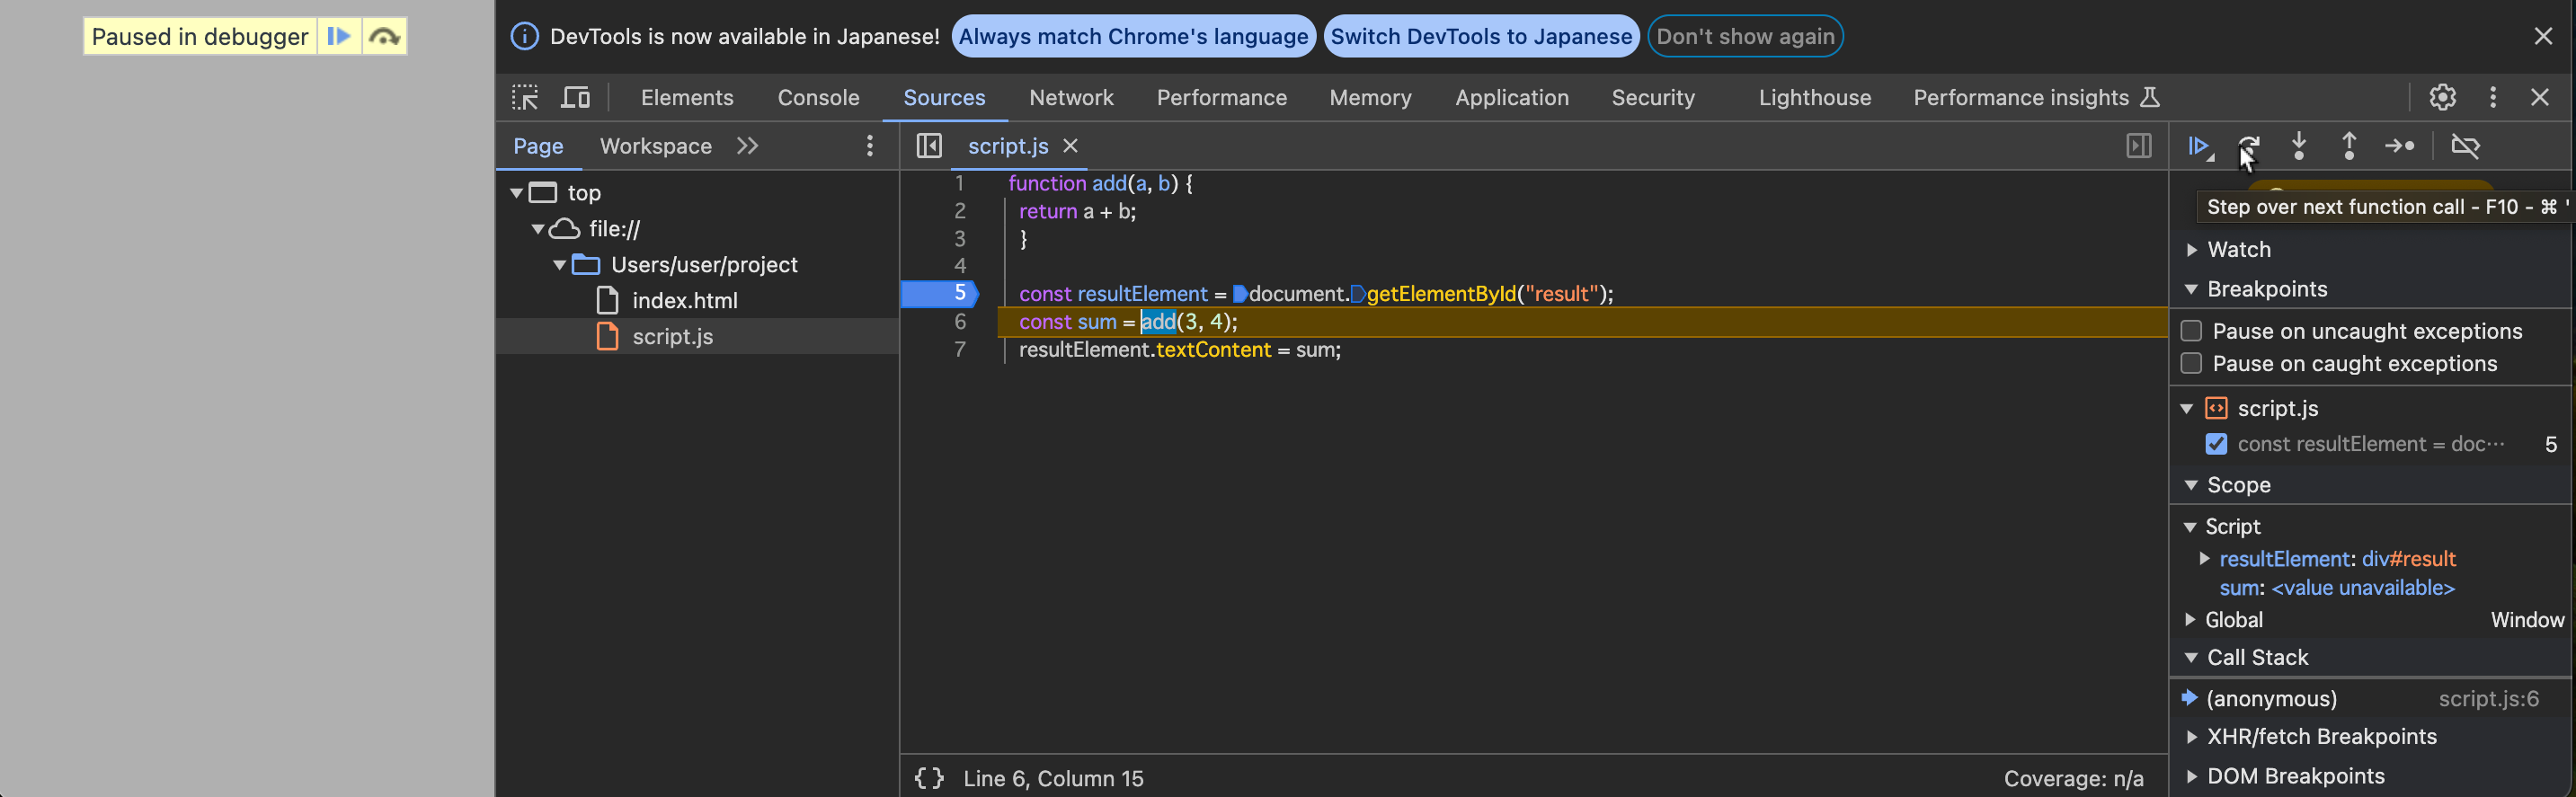 Paused in debugger
DevTools is now available in Japanese! Always match Chrome's language Switch DevTools to Japanese Don't show again
Elements Console Sources Network Performance Memory Application Security Lighthouse Performance insights
Page Workspace
script.js
top
file://
Users/user/project
index.html
script.js
1 function add(a, b) {
2 return a + b;
3 }
4
5 const resultElement = document.getElementById("result");
6 const sum = add(3, 4);
7 resultElement.textContent = sum;
{ } Line 6, Column 15 Coverage: n/a
Step over next function call - F10 - ⌘ '
Watch
Breakpoints
Pause on uncaught exceptions
Pause on caught exceptions
script.js
const resultElement = doc... 5
Scope
Script
resultElement: div#result
sum: <value unavailable>
Global Window
Call Stack
(anonymous) script.js:6
XHR/fetch Breakpoints
DOM Breakpoints